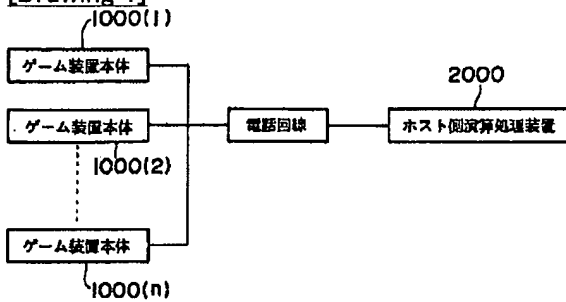 [Drawing 1]
1000(1)
ゲーム装置本体
2000
ゲーム装置本体
電話回線
ホスト側演算処理装置
1000(2)
ゲーム装置本体
1000(n)